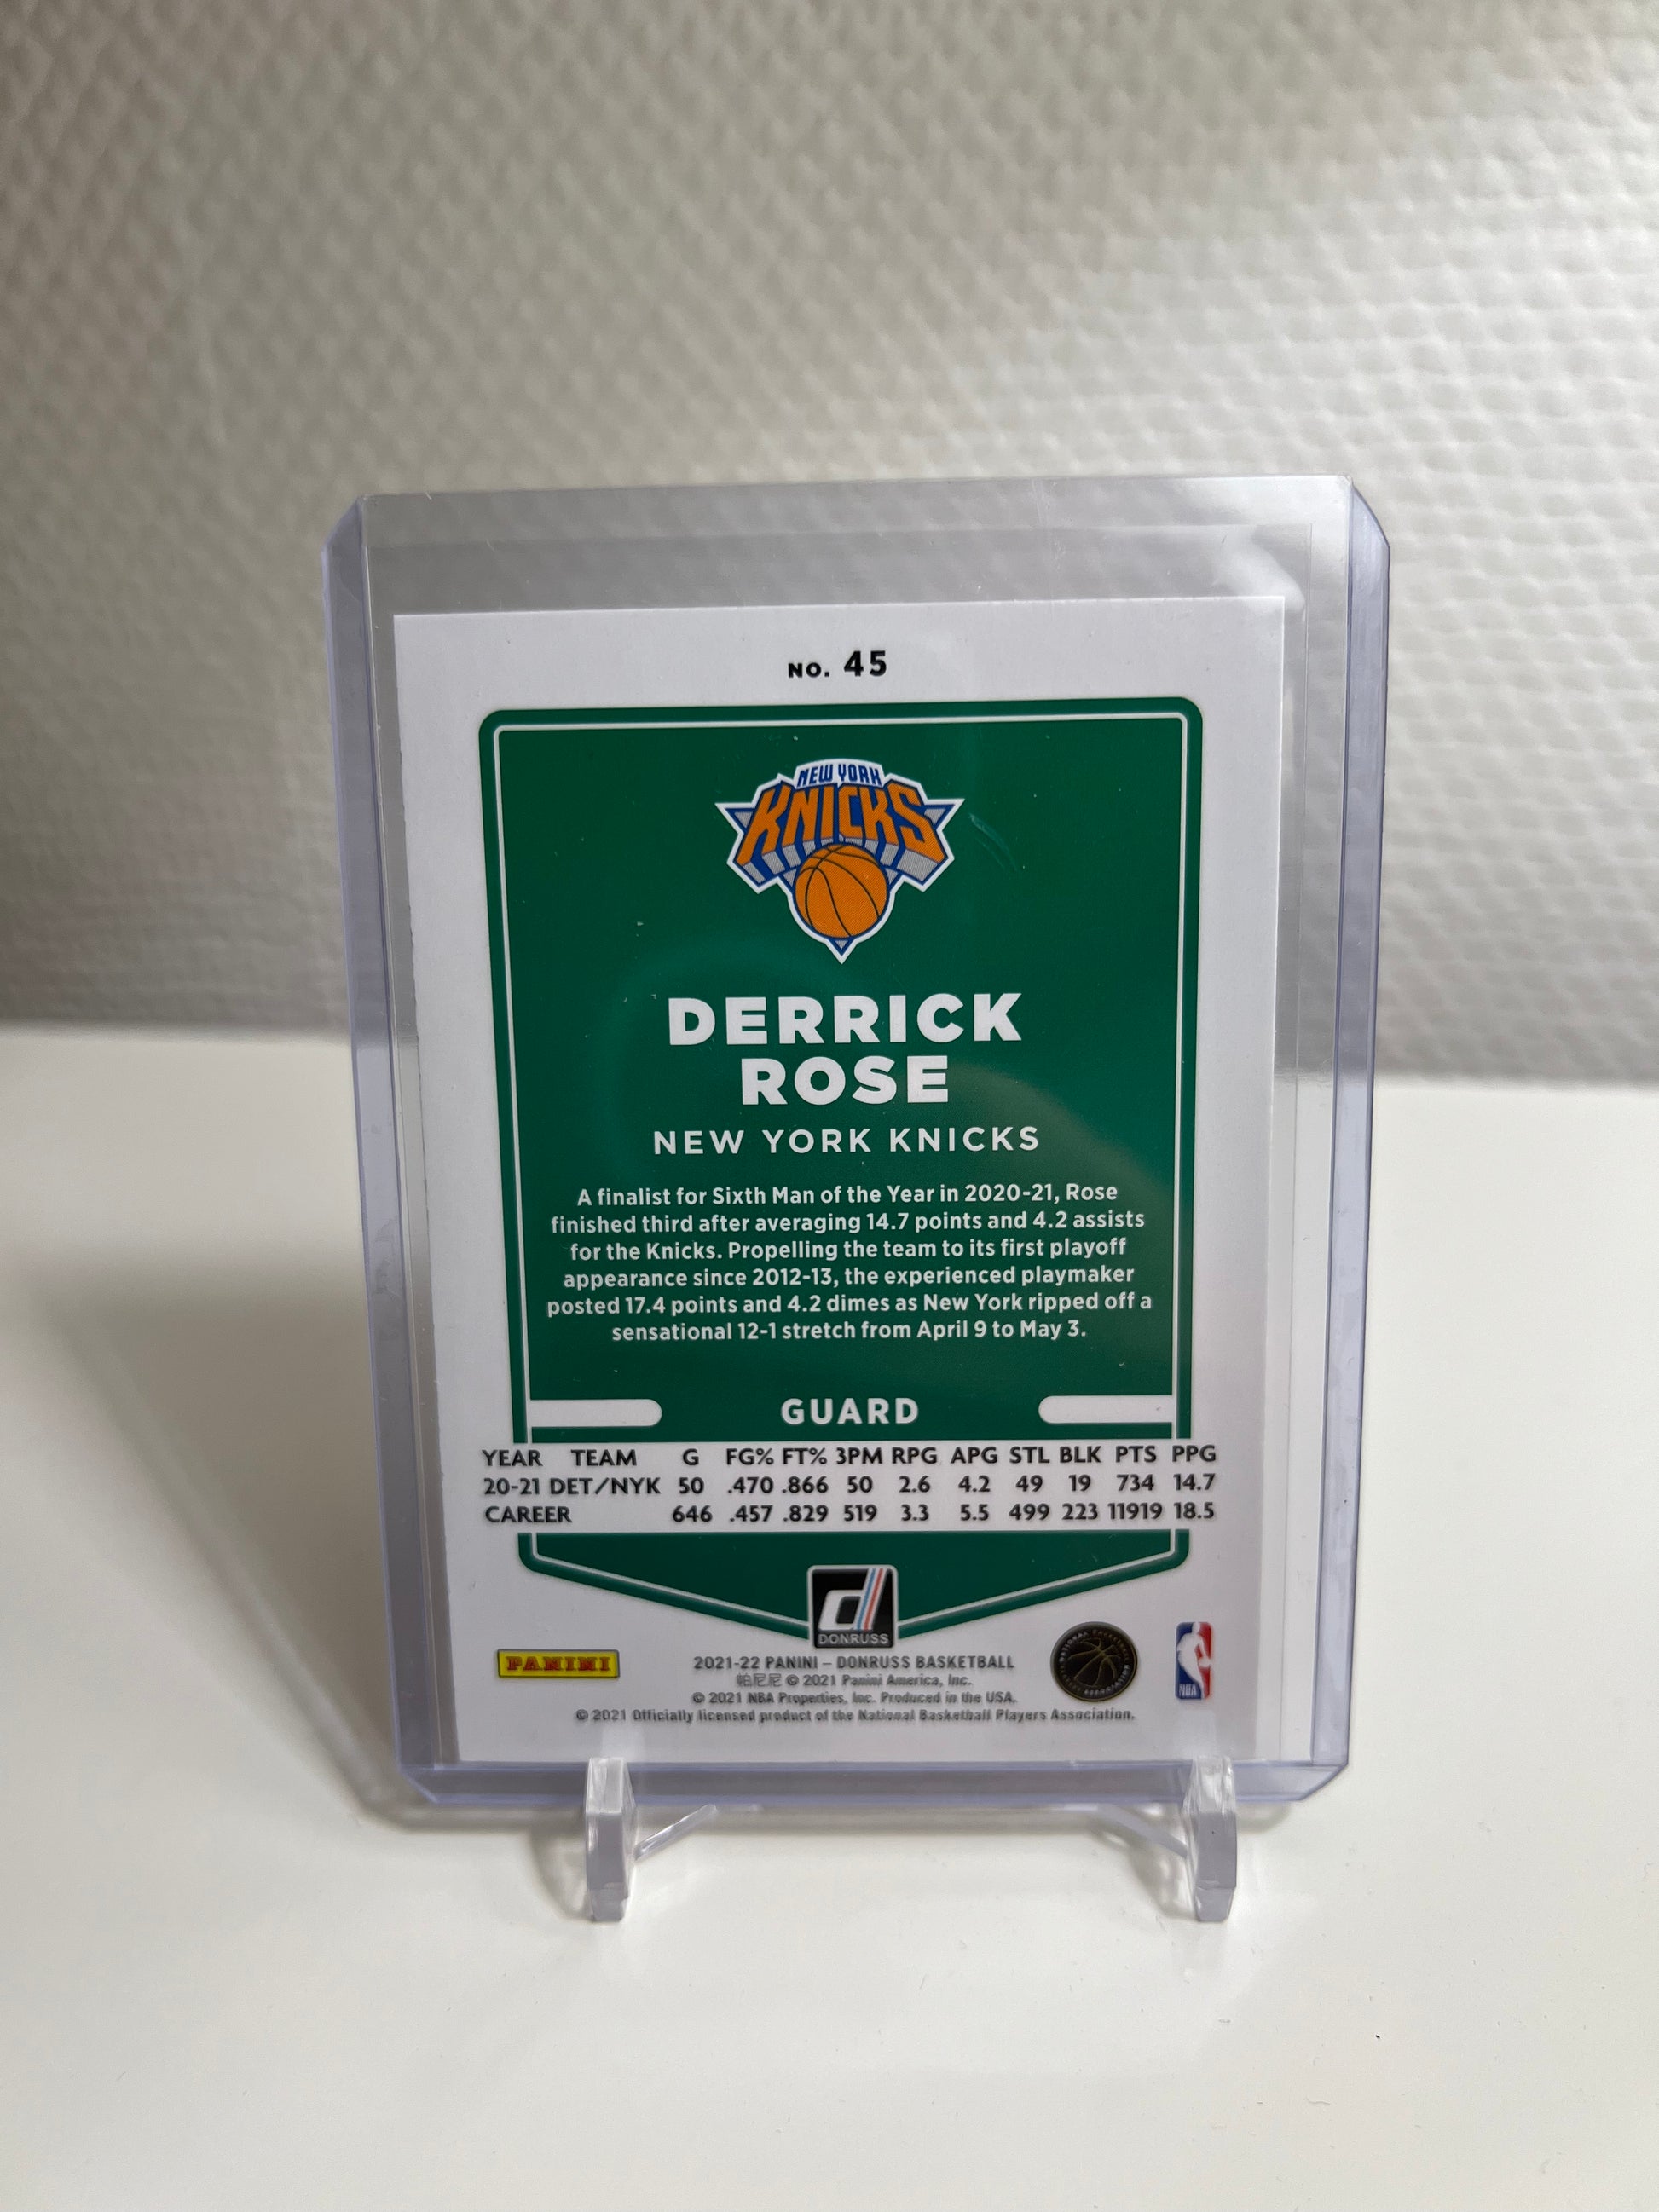 NO. 45
NEW YORK
KNICKS
DERRICK
ROSE
NEW YORK KNICKS
A finalist for Sixth Man of the Year in 2020-21, Rose
finished third after averaging 14.7 points and 4.2 assists
for the Knicks. Propelling the team to its first playoff
appearance since 2012-13, the experienced playmaker
posted 17.4 points and 4.2 dimes as New York ripped off a
sensational 12-1 stretch from April 9 to May 3.
GUARD
YEAR TEAM G FG% FT% 3PM RPG APG STL BLK PTS PPG
20-21 DET/NYK 50 .470 .866 50 2.6 4.2 49 19 734 14.7
CAREER 646 .457 .829 519 3.3 5.5 499 223 11919 18.5
d
DONRUSS
PANINI
2021-22 PANINI – DONRUSS BASKETBALL
帕尼尼 © 2021 Panini America, Inc.
© 2021 NBA Properties, Inc. Produced in the USA.
© 2021 Officially licensed product of the National Basketball Players Association.
NBA